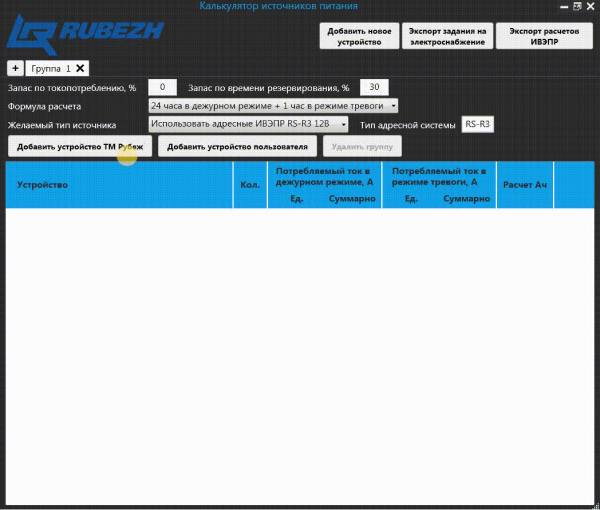 Калькулятор источников питания
RUBEZH
Добавить новое устройство
Экспорт задания на электроснабжение
Экспорт расчетов ИВЭПР
+ Группа 1 ✕
Запас по токопотреблению, % 0 Запас по времени резервирования, % 30
Формула расчета 24 часа в дежурном режиме + 1 час в режиме тревоги
Желаемый тип источника Использовать адресные ИВЭПР RS-R3 12В Тип адресной системы RS-R3
Добавить устройство ТМ Рубеж Добавить устройство пользователя Удалить группу
Устройство
Кол.
Потребляемый ток в
дежурном режиме, А
Ед. Суммарно
Потребляемый ток в
режиме тревоги, А
Ед. Суммарно
Расчет Ач